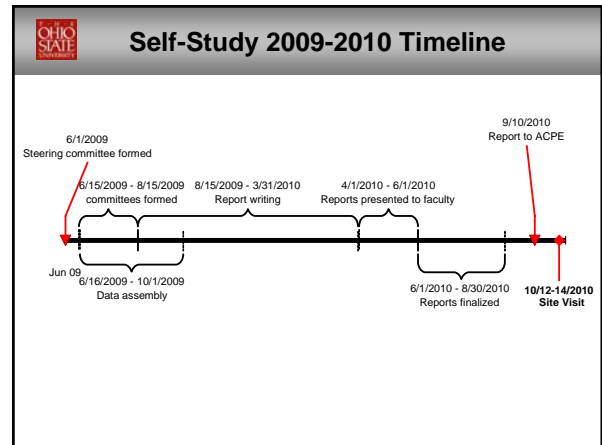 T · H · E
OHIO
STATE
UNIVERSITY
Self-Study 2009-2010 Timeline
9/10/2010
Report to ACPE
6/1/2009
Steering committee formed
6/15/2009 - 8/15/2009
committees formed
8/15/2009 - 3/31/2010
Report writing
4/1/2010 - 6/1/2010
Reports presented to faculty
Jun 09
6/16/2009 - 10/1/2009
Data assembly
6/1/2010 - 8/30/2010
Reports finalized
10/12-14/2010
Site Visit